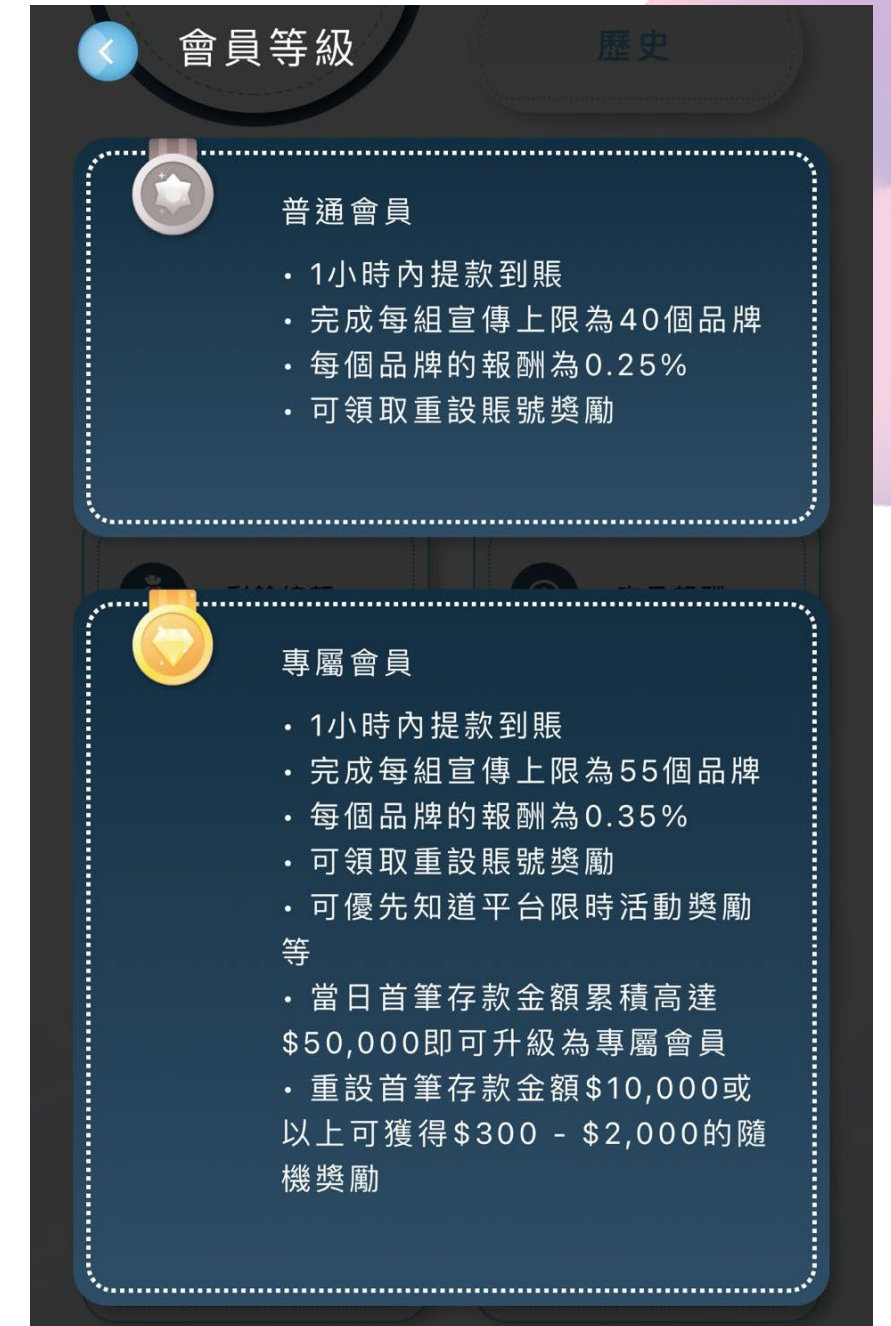 會員等級
歷史
普通會員
• 1小時內提款到賬
• 完成每組宣傳上限為40個品牌
• 每個品牌的報酬為0.25%
• 可領取重設賬號獎勵
專屬會員
• 1小時內提款到賬
• 完成每組宣傳上限為55個品牌
• 每個品牌的報酬為0.35%
• 可領取重設賬號獎勵
• 可優先知道平台限時活動獎勵
等
• 當日首筆存款金額累積高達
$50,000即可升級為專屬會員
• 重設首筆存款金額$10,000或
以上可獲得$300 - $2,000的隨
機獎勵